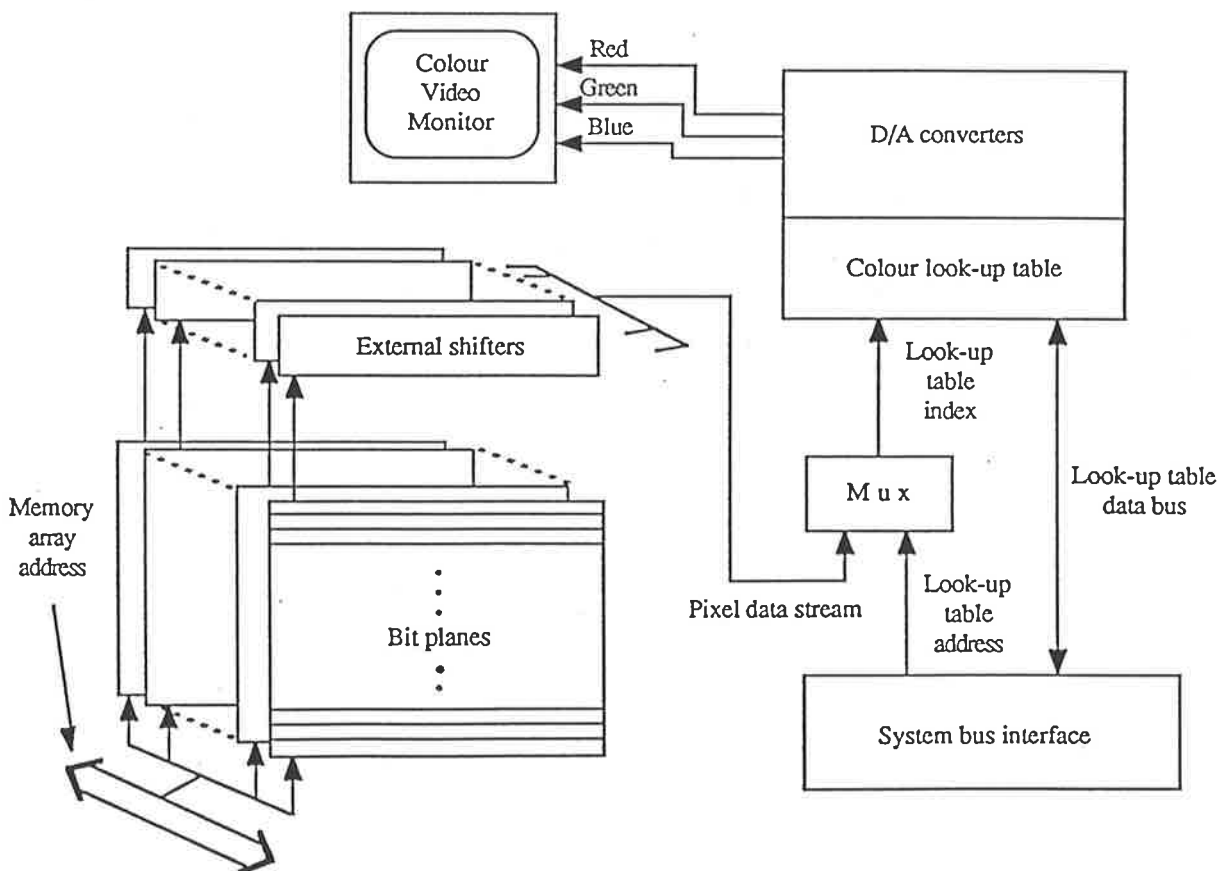 Colour
Video
Monitor
Red
Green
Blue
D/A converters
Colour look-up table
External shifters
Look-up
table
index
M u x
Look-up table
data bus
Memory
array
address
Pixel data stream
Look-up
table
address
Bit planes
System bus interface